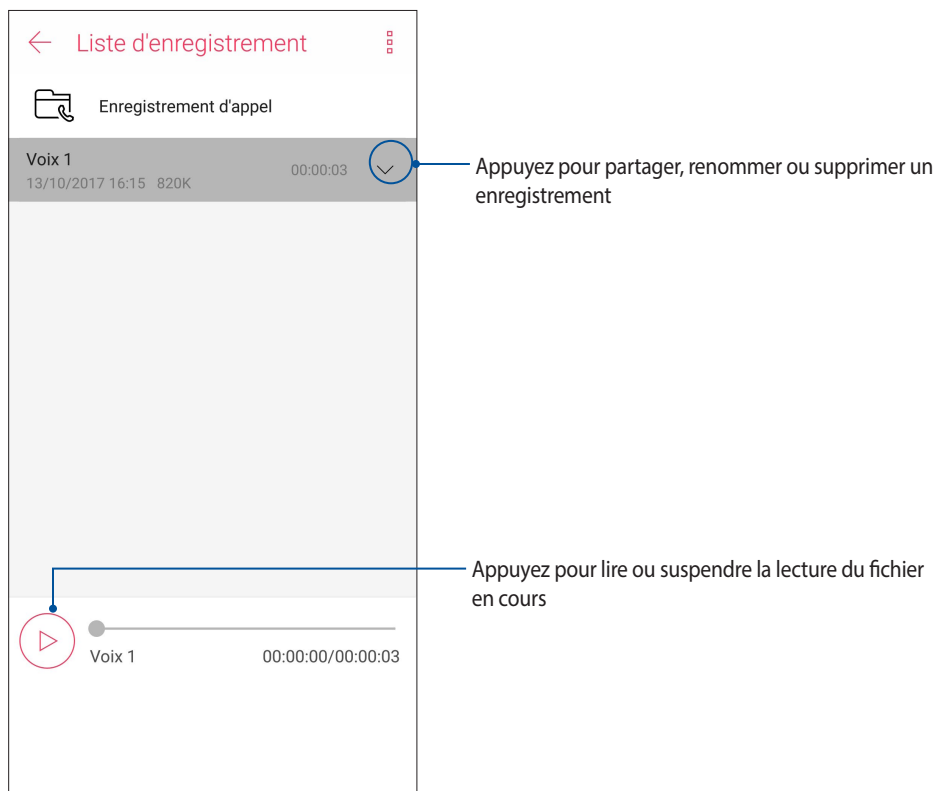 Liste d'enregistrement
Enregistrement d'appel
Voix 1
00:00:03
13/10/2017 16:15 820K
Appuyez pour partager, renommer ou supprimer un
enregistrement
Appuyez pour lire ou suspendre la lecture du fichier
en cours
Voix 1
00:00:00/00:00:03